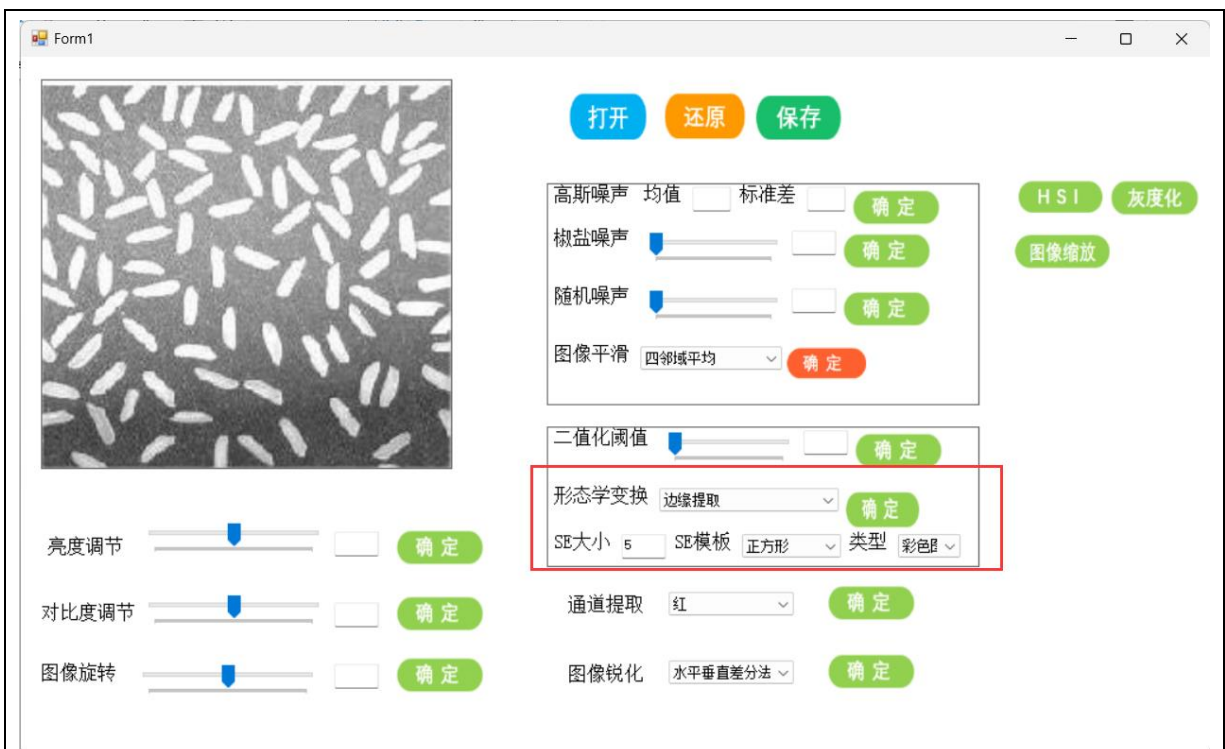 Form1
打开 还原 保存
高斯噪声 均值 标准差 确 定
HSI 灰度化
椒盐噪声 确 定
图像缩放
随机噪声 确 定
图像平滑 四邻域平均 确 定
二值化阈值 确 定
形态学变换 边缘提取 确 定
SE大小 5 SE模板 正方形 类型 彩色图
亮度调节 确 定
通道提取 红 确 定
对比度调节 确 定
图像旋转 确 定
图像锐化 水平垂直差分法 确 定